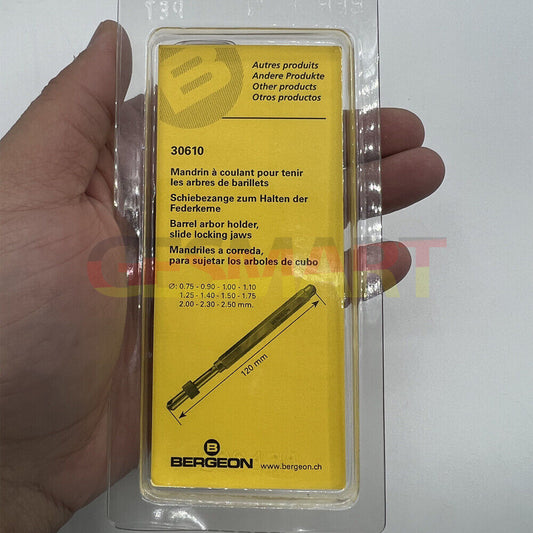 B
Autres produits
Andere Produkte
Other products
Otros productos
30610
Mandrin à coulant pour tenir
les arbres de barillets
Schiebezange zum Halten der
Federkerne
Barrel arbor holder,
slide locking jaws
Mandriles a correda,
para sujetar los arboles de cubo
Ø: 0.75 - 0.90 - 1.00 - 1.10
1.25 - 1.40 - 1.50 - 1.75
2.00 - 2.30 - 2.50 mm.
120 mm
B
BERGEON
www.bergeon.ch